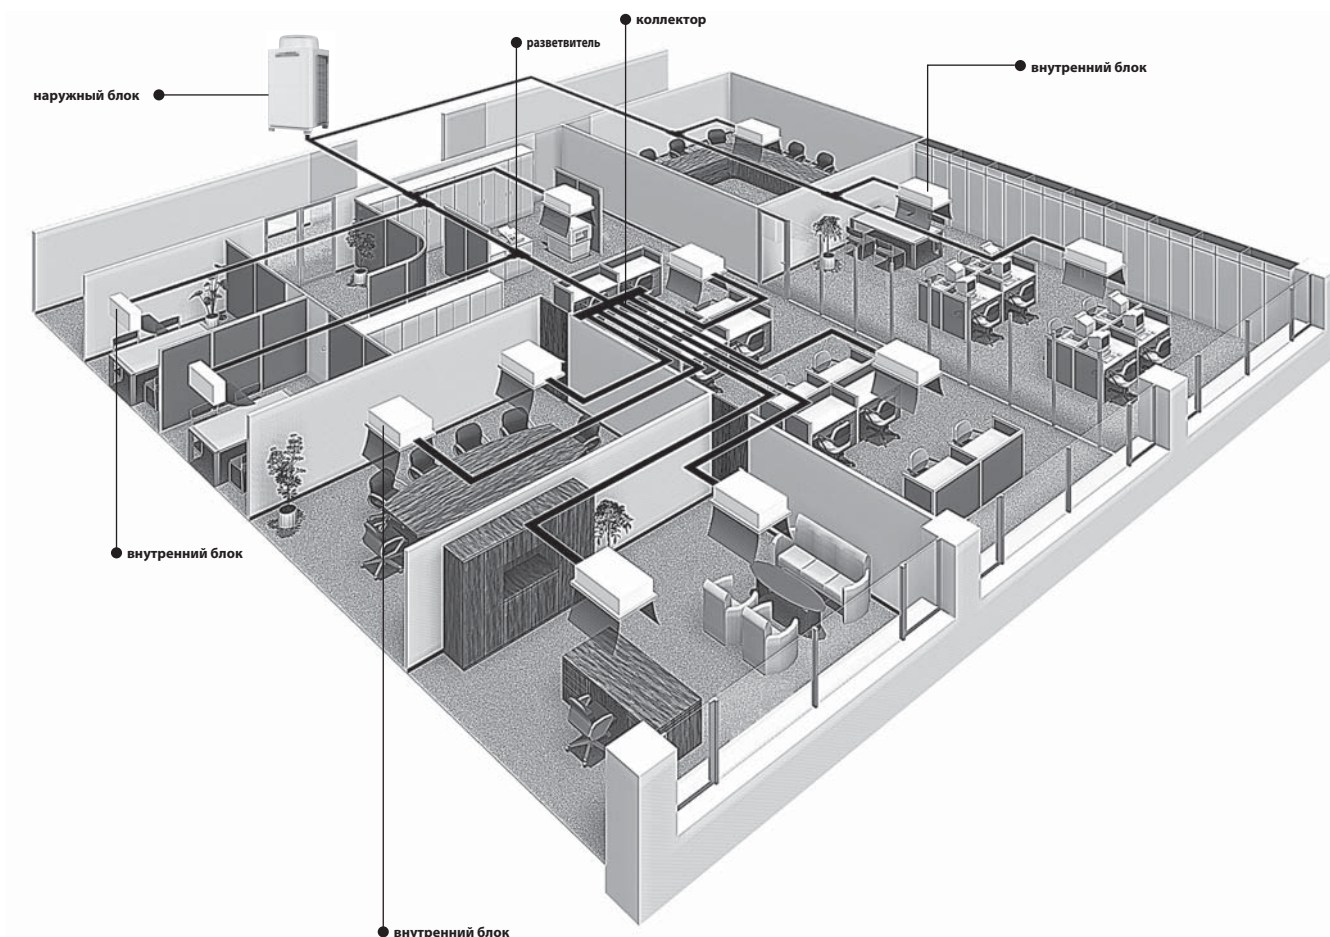 коллектор
разветвитель
внутренний блок
наружный блок
внутренний блок
внутренний блок